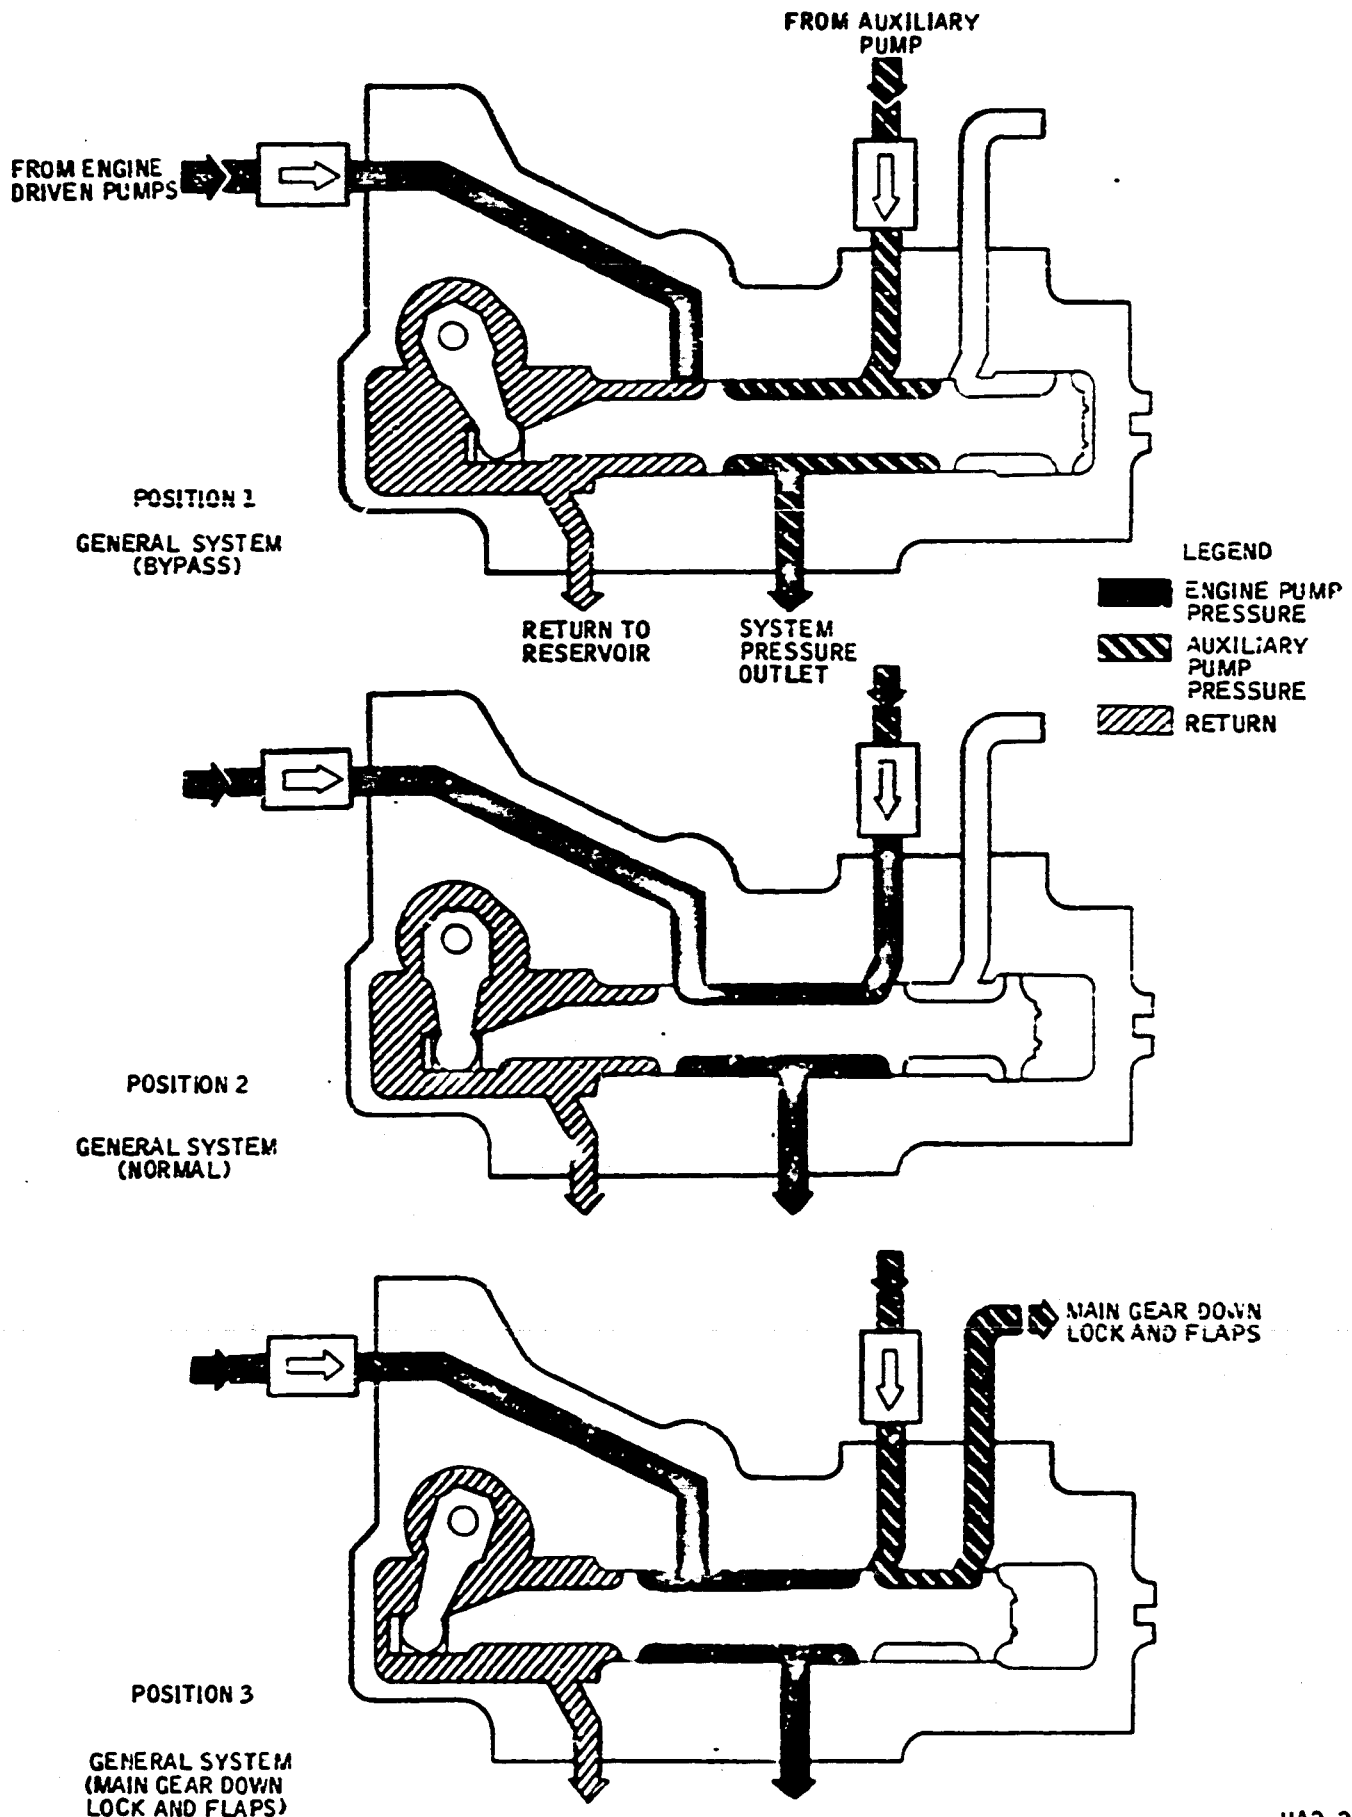 FROM AUXILIARY
PUMP
FROM ENGINE
DRIVEN PUMPS
POSITION 1
GENERAL SYSTEM
(BYPASS)
RETURN TO
RESERVOIR
SYSTEM
PRESSURE
OUTLET
LEGEND
ENGINE PUMP
PRESSURE
AUXILIARY
PUMP
PRESSURE
RETURN
POSITION 2
GENERAL SYSTEM
(NORMAL)
MAIN GEAR DOWN
LOCK AND FLAPS
POSITION 3
GENERAL SYSTEM
(MAIN GEAR DOWN
LOCK AND FLAPS)